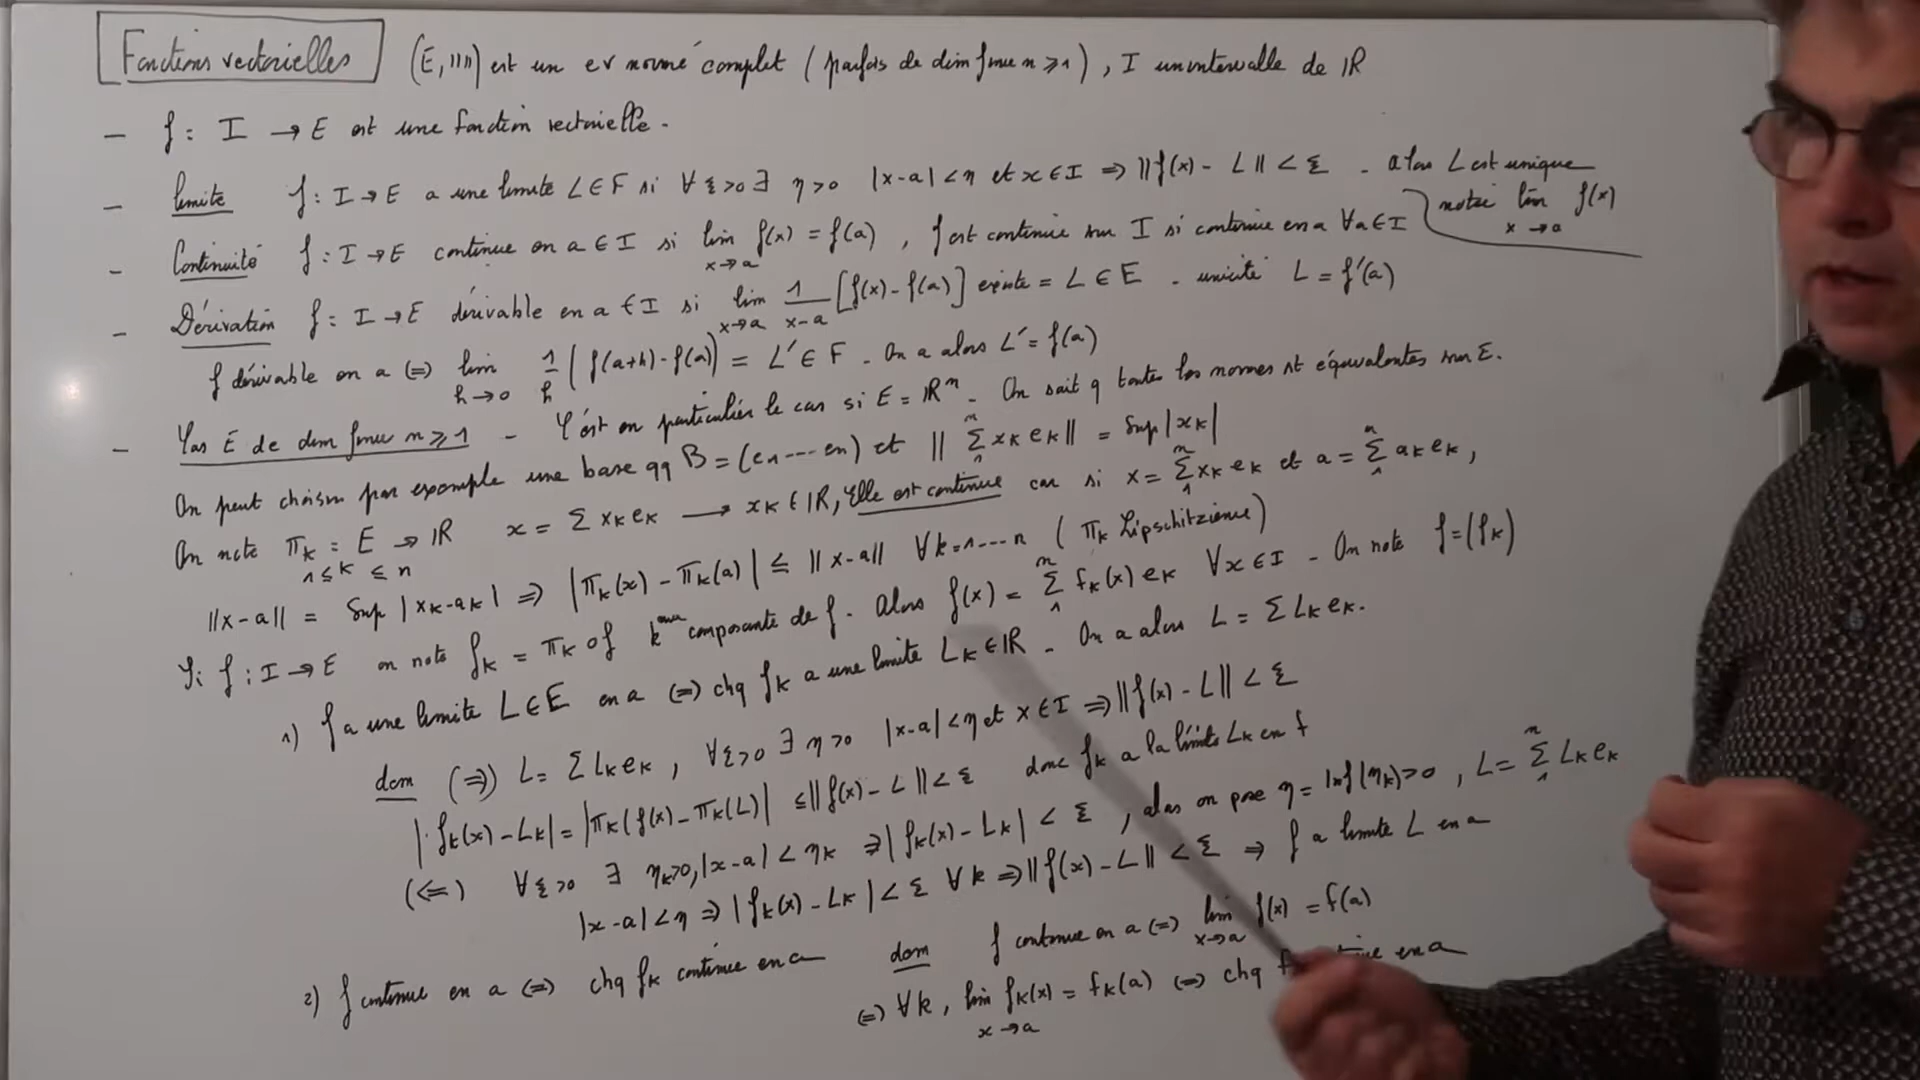 Fonctions vectorielles (E, || ||) est un ev normé complet (parfois de dim finie n ⩾ 1), I un intervalle de ℝ
— f : I → E est une fonction vectorielle.
— limite f : I → E a une limite L ∈ F si ∀ ε > 0 ∃ η > 0 |x-a| < η et x ∈ I ⇒ || f(x) - L || < ε - alors L est unique
notée lim f(x) x → a
— Continuité f : I → E continue en a ∈ I si lim x→a f(x) = f(a), f est continue sur I si continue en a ∀a ∈ I
— Dérivation f : I → E dérivable en a ∈ I si lim x→a 1/(x-a) [f(x) - f(a)] existe = L ∈ E - unicité L = f'(a)
f dérivable en a (=) lim h→0 1/h (f(a+h) - f(a)) = L' ∈ F - On a alors L' = f(a)
— Cas E de dim finie n ⩾ 1 - C'est en particulier le cas si E = ℝⁿ - On sait q toutes les normes st équivalentes sur E.
On peut choisir par exemple une base qq B = (e₁ ---- en) et || Σ₁ⁿ xₖ eₖ || = Sup |xₖ|
On note πₖ : E → ℝ x = Σ xₖ eₖ → xₖ ∈ ℝ, Elle est continue car si x = Σ₁ⁿ xₖ eₖ et a = Σ₁ⁿ aₖ eₖ,
1 ≤ k ≤ n
||x-a|| = Sup |xₖ-aₖ| ⇒ |πₖ(x) - πₖ(a)| ≤ ||x-a|| ∀k=1----n (πₖ Lipschitzienne)
Si f : I → E on note fₖ = πₖ o f kème composante de f. Alors f(x) = Σ₁ⁿ fₖ(x) eₖ ∀x ∈ I - On note f = (fₖ)
1) f a une limite L ∈ E en a (=) chq fₖ a une limite Lₖ ∈ ℝ - On a alors L = Σ Lₖ eₖ.
dem (⇒) L = Σ Lₖ eₖ, ∀ε>0 ∃ η>0 |x-a| < η et x ∈ I ⇒ || f(x) - L || < ε
|fₖ(x) - Lₖ| = |πₖ(f(x) - πₖ(L)| ≤ || f(x) - L || < ε donc fₖ a la limite Lₖ en f
(⇐) ∀ε>0 ∃ ηₖ>0, |x-a| < ηₖ ⇒ |fₖ(x) - Lₖ| < ε, alors on pose η = Inf(ηₖ) > 0, L = Σ₁ⁿ Lₖ eₖ
|x-a| < η ⇒ |fₖ(x) - Lₖ| < ε ∀k ⇒ || f(x) - L || < ε ⇒ f a limite L en a
2) f continue en a (=) chq fₖ continue en a dem f continue en a (=) lim x→a f(x) = f(a)
(=) ∀k, lim x→a fₖ(x) = fₖ(a) (=) chq en a